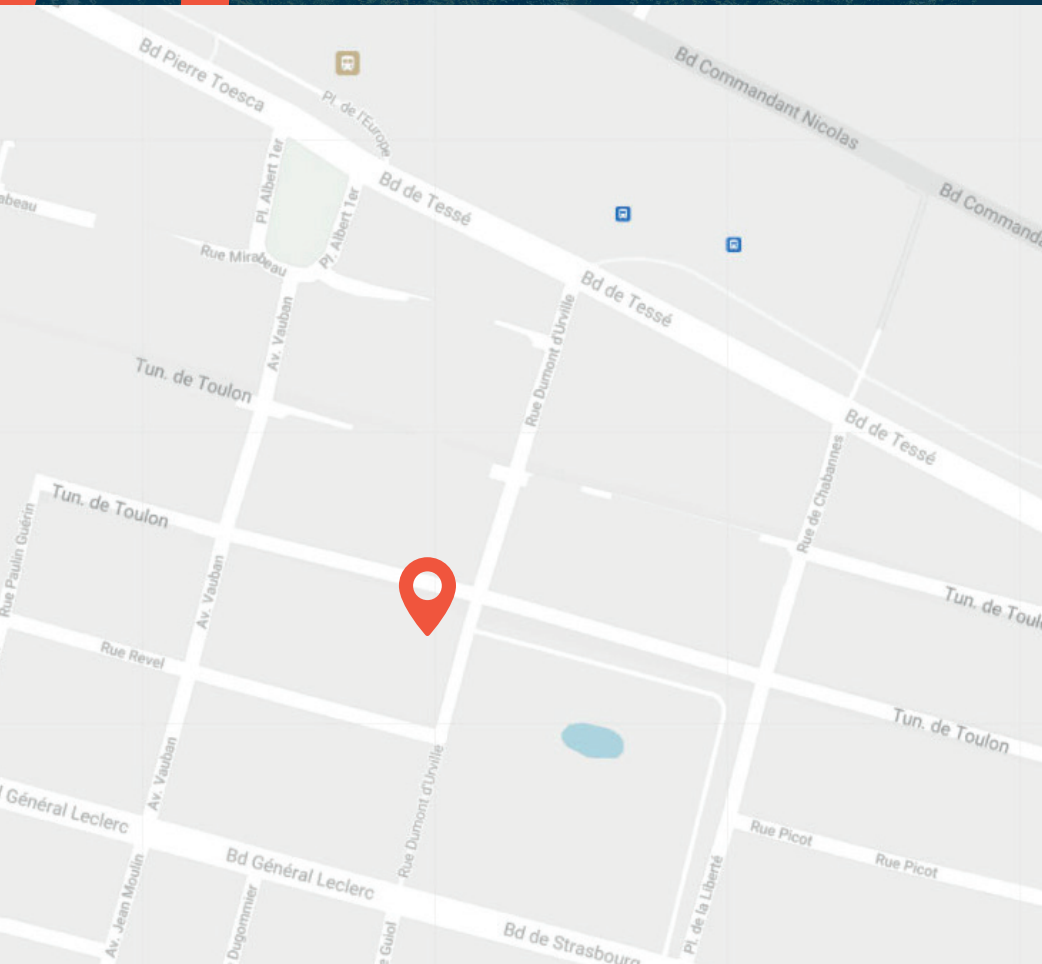 Bd Pierre Toesca
Pl. de l'Europe
Bd Commandant Nicolas
Bd Commanda
Pl. Albert 1er
Pl. Albert 1er
Bd de Tessé
abeau
Rue Mirabeau
Bd de Tessé
Av. Vauban
Rue Dumont d'Urville
Tun. de Toulon
Bd de Tessé
Rue de Chabannes
Tun. de Toulon
Rue Paulin Guérin
Av. Vauban
Tun. de Toul
Rue Revel
Tun. de Toulon
Av. Vauban
Rue Dumont d'Urville
Général Leclerc
Rue Picot
Rue Picot
Bd Général Leclerc
Av. Jean Moulin
Dugommier
Guiol
Pl. de la Liberté
Bd de Strasbourg